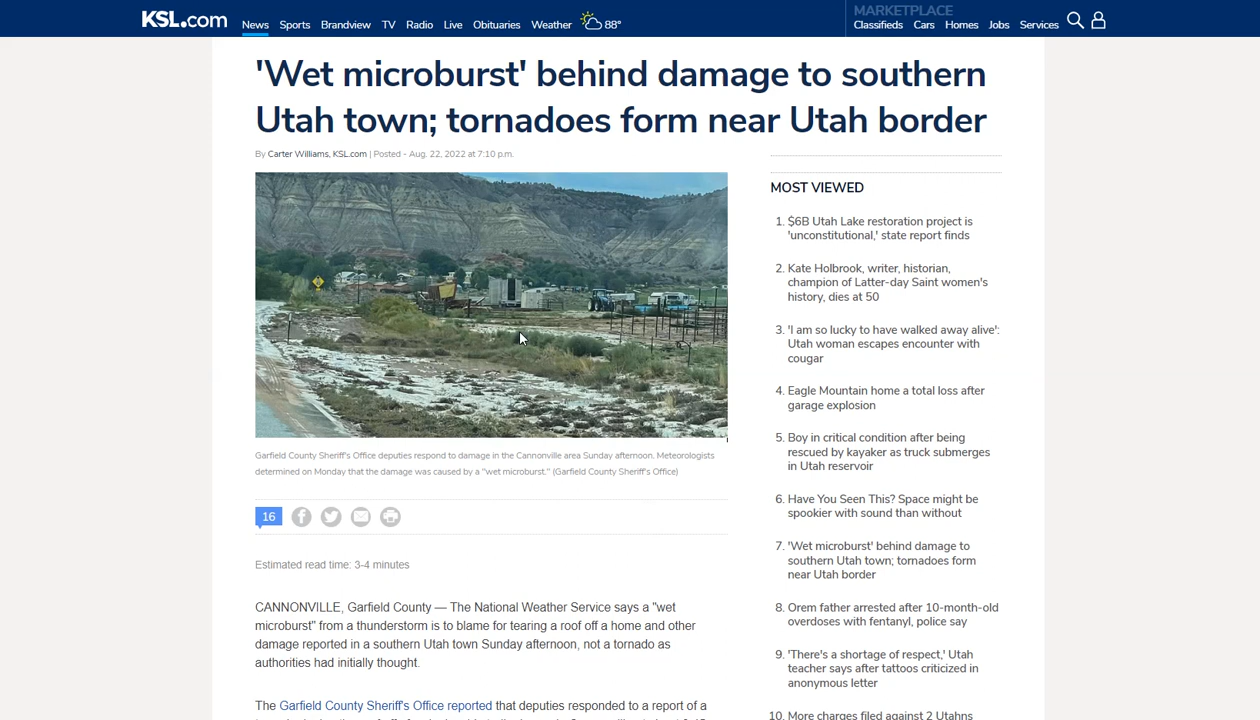 KSL.com
News Sports Brandview TV Radio Live Obituaries Weather 88°
MARKETPLACE
Classifieds Cars Homes Jobs Services
'Wet microburst' behind damage to southern
Utah town; tornadoes form near Utah border
By Carter Williams, KSL.com | Posted - Aug. 22, 2022 at 7:10 p.m.
Garfield County Sheriff's Office deputies respond to damage in the Cannonville area Sunday afternoon. Meteorologists
determined on Monday that the damage was caused by a "wet microburst." (Garfield County Sheriff's Office)
16
Estimated read time: 3-4 minutes
CANNONVILLE, Garfield County — The National Weather Service says a "wet
microburst" from a thunderstorm is to blame for tearing a roof off a home and other
damage reported in a southern Utah town Sunday afternoon, not a tornado as
authorities had initially thought.
The Garfield County Sheriff's Office reported that deputies responded to a report of a
MOST VIEWED
1. $6B Utah Lake restoration project is
'unconstitutional,' state report finds
2. Kate Holbrook, writer, historian,
champion of Latter-day Saint women's
history, dies at 50
3. 'I am so lucky to have walked away alive':
Utah woman escapes encounter with
cougar
4. Eagle Mountain home a total loss after
garage explosion
5. Boy in critical condition after being
rescued by kayaker as truck submerges
in Utah reservoir
6. Have You Seen This? Space might be
spookier with sound than without
7. 'Wet microburst' behind damage to
southern Utah town; tornadoes form
near Utah border
8. Orem father arrested after 10-month-old
overdoses with fentanyl, police say
9. 'There's a shortage of respect,' Utah
teacher says after tattoos criticized in
anonymous letter
10. More charges filed against 2 Utahns